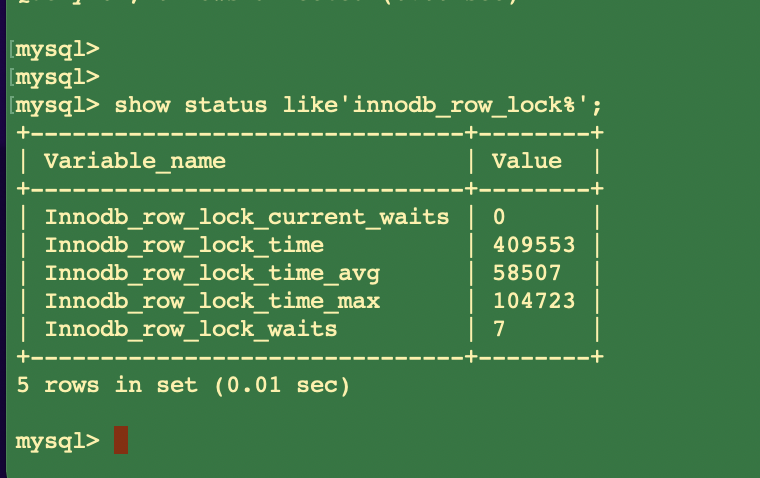 [mysql>
[mysql>
[mysql> show status like'innodb_row_lock%';
+-------------------------------+--------+
| Variable_name                 | Value  |
+-------------------------------+--------+
| Innodb_row_lock_current_waits | 0      |
| Innodb_row_lock_time          | 409553 |
| Innodb_row_lock_time_avg      | 58507  |
| Innodb_row_lock_time_max      | 104723 |
| Innodb_row_lock_waits         | 7      |
+-------------------------------+--------+
5 rows in set (0.01 sec)
mysql>